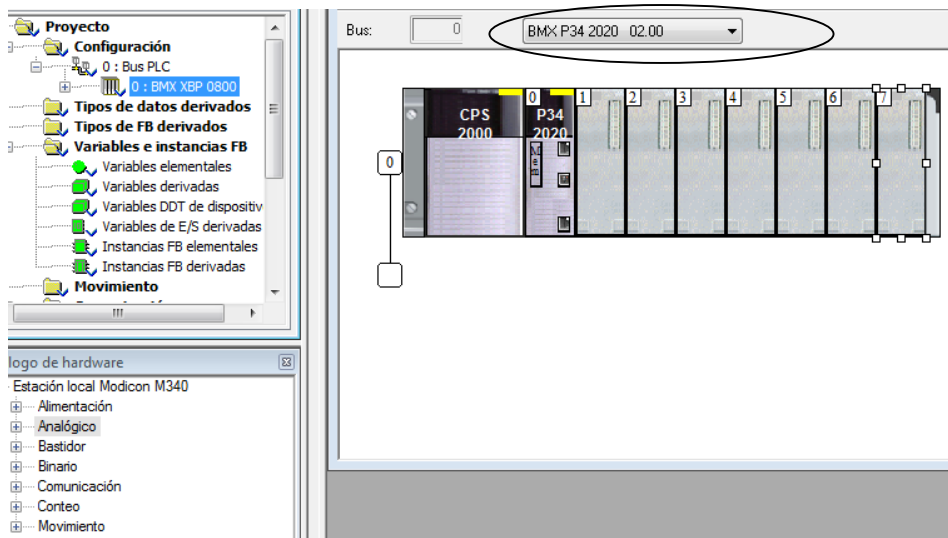 Proyecto
Configuración
0 : Bus PLC
0 : BMX XBP 0800
Tipos de datos derivados
Tipos de FB derivados
Variables e instancias FB
Variables elementales
Variables derivadas
Variables DDT de dispositiv
Variables de E/S derivadas
Instancias FB elementales
Instancias FB derivadas
Movimiento
logo de hardware
Estación local Modicon M340
Alimentación
Analógico
Bastidor
Binario
Comunicación
Conteo
Movimiento
Bus: 0 BMX P34 2020 02.00
0 1 2 3 4 5 6 7
CPS P34
2000 2020
Mem
0